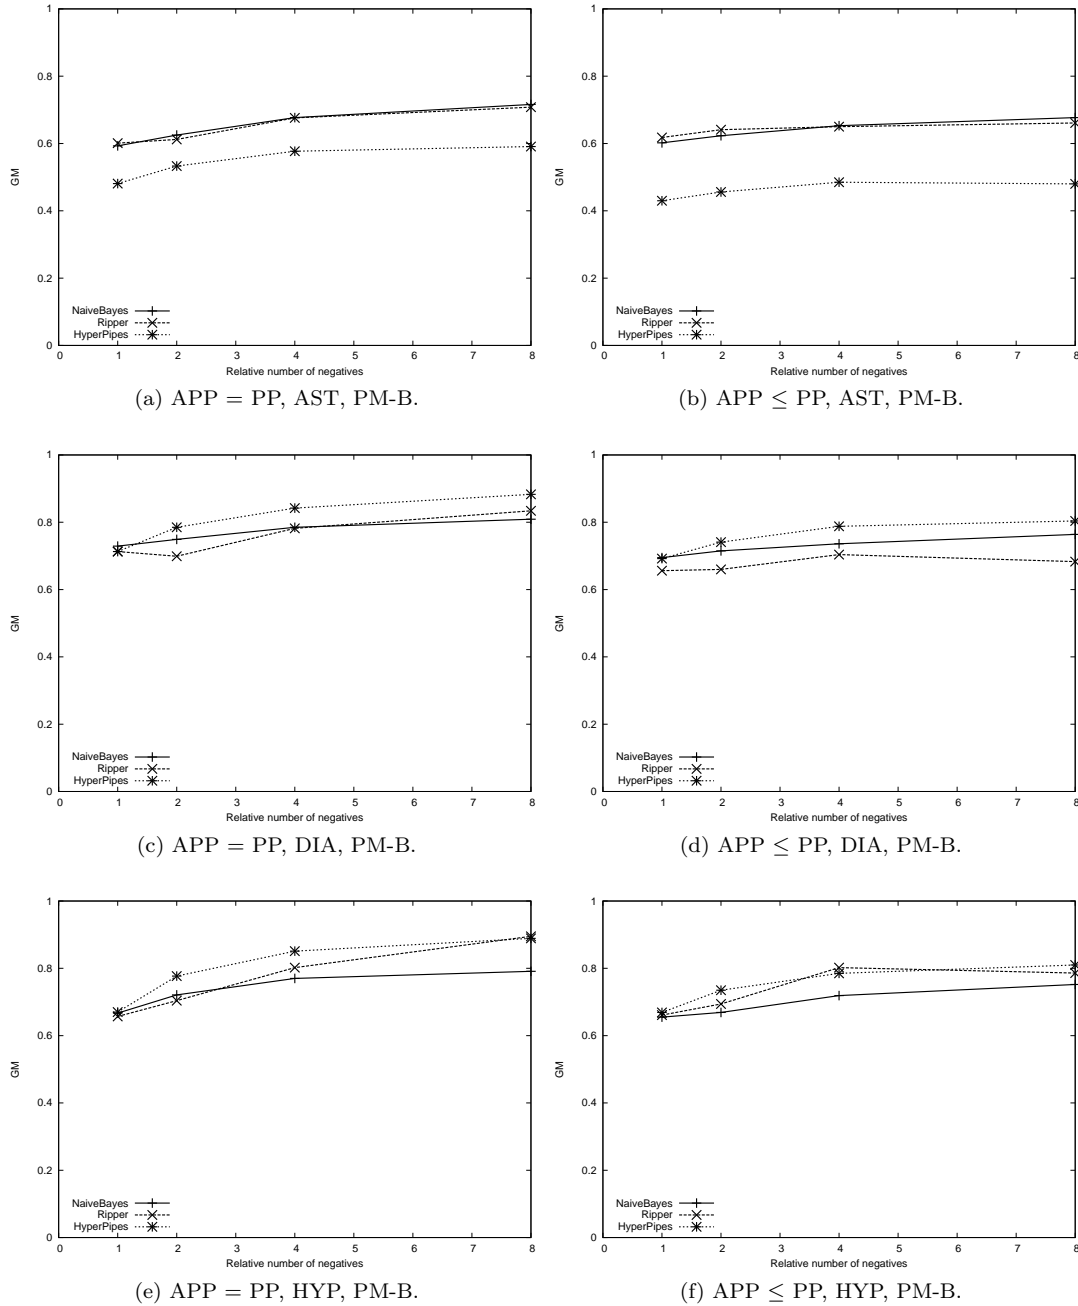 1
0.8
0.6
GM
0.4
0.2
NaiveBayes
Ripper
HyperPipes
0
0 1 2 3 4 5 6 7 8
Relative number of negatives
(a) APP = PP, AST, PM-B.
1
0.8
0.6
GM
0.4
0.2
NaiveBayes
Ripper
HyperPipes
0
0 1 2 3 4 5 6 7 8
Relative number of negatives
(b) APP ≤ PP, AST, PM-B.
1
0.8
0.6
GM
0.4
0.2
NaiveBayes
Ripper
HyperPipes
0
0 1 2 3 4 5 6 7 8
Relative number of negatives
(c) APP = PP, DIA, PM-B.
1
0.8
0.6
GM
0.4
0.2
NaiveBayes
Ripper
HyperPipes
0
0 1 2 3 4 5 6 7 8
Relative number of negatives
(d) APP ≤ PP, DIA, PM-B.
1
0.8
0.6
GM
0.4
0.2
NaiveBayes
Ripper
HyperPipes
0
0 1 2 3 4 5 6 7 8
Relative number of negatives
(e) APP = PP, HYP, PM-B.
1
0.8
0.6
GM
0.4
0.2
NaiveBayes
Ripper
HyperPipes
0
0 1 2 3 4 5 6 7 8
Relative number of negatives
(f) APP ≤ PP, HYP, PM-B.